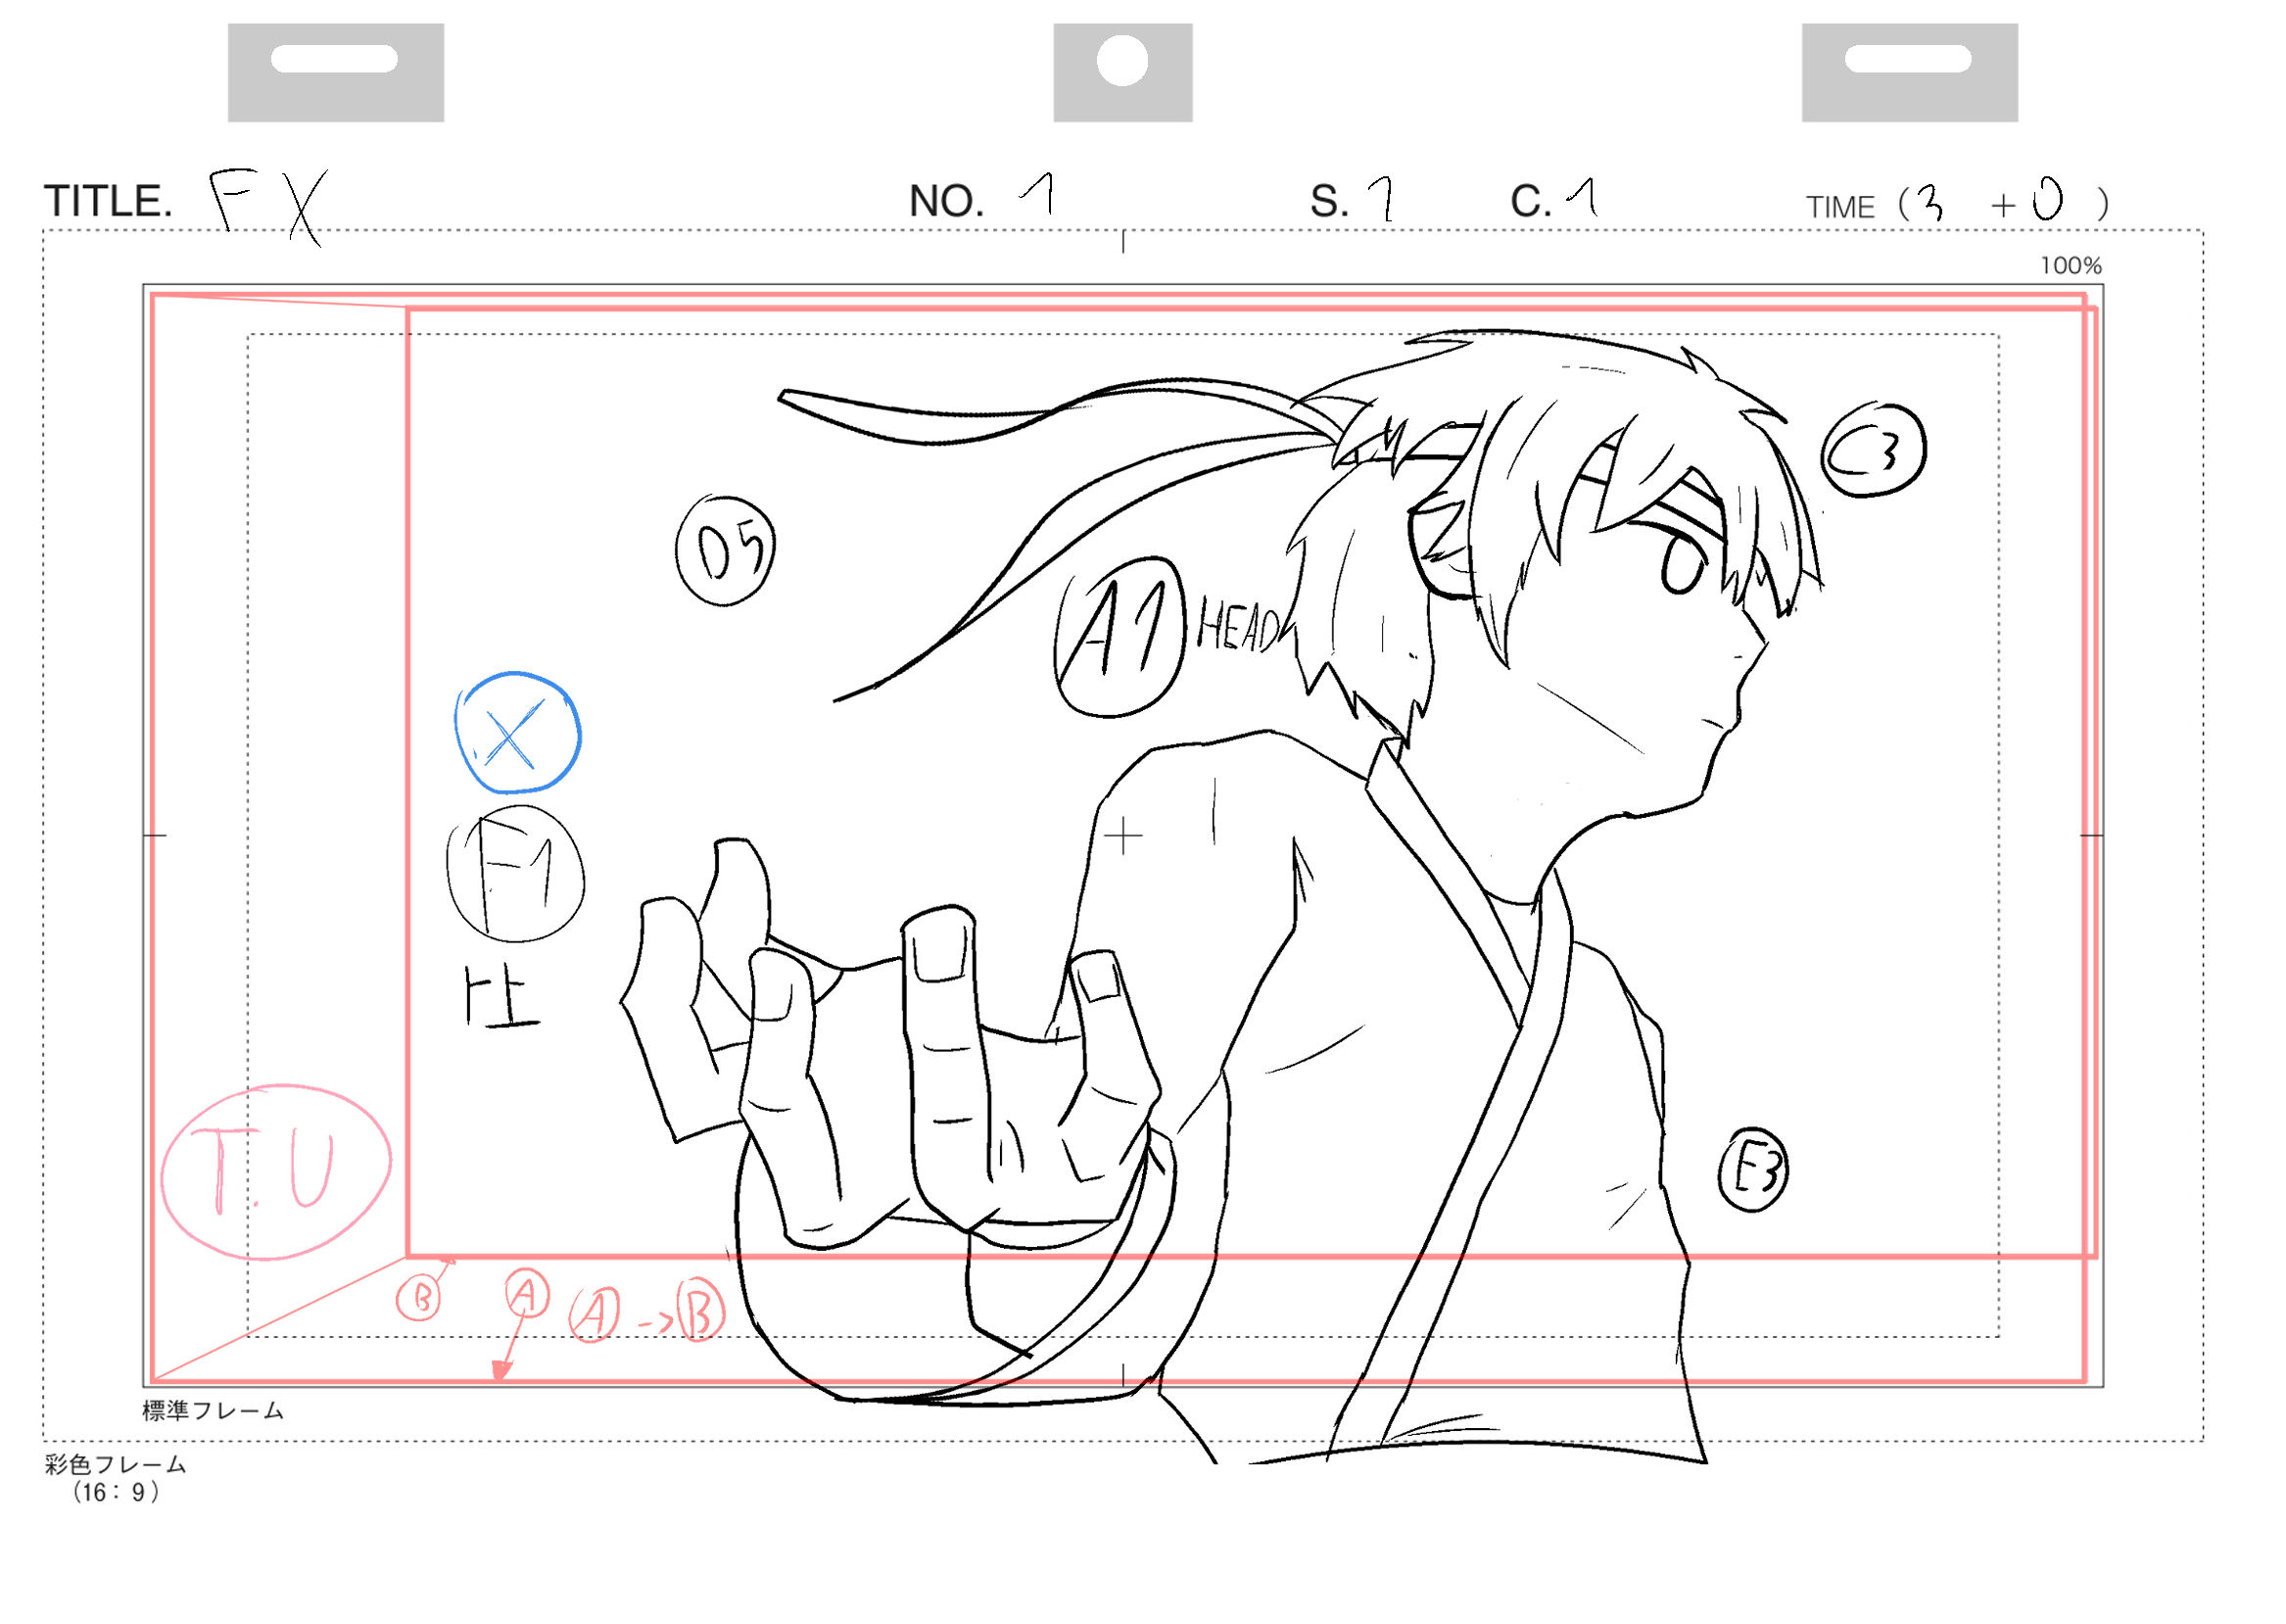 TITLE. FX NO. 1 S. 1 C. 1 TIME (3 + 0)
100%
C3
D5
A1 HEAD
X
F1
仕
T.U
E3
B A A -> B
標準フレーム
彩色フレーム
(16:9)